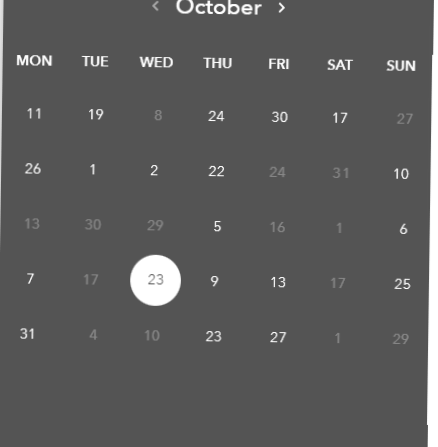 ‹ October ›
MON TUE WED THU FRI SAT SUN
11 19 8 24 30 17 27
26 1 2 22 24 31 10
13 30 29 5 16 1 6
7 17 23 9 13 17 25
31 4 10 23 27 1 29